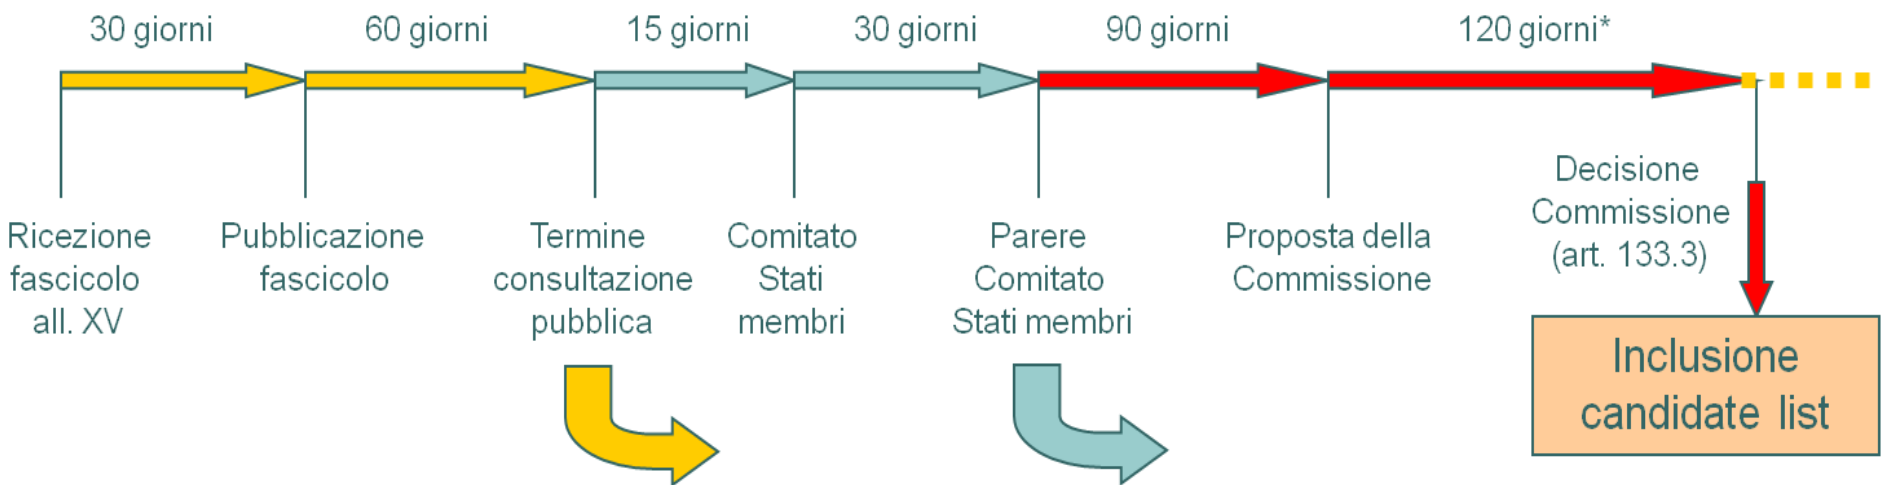 30 giorni
60 giorni
15 giorni
30 giorni
90 giorni
120 giorni*
Ricezione
fascicolo
all. XV
Pubblicazione
fascicolo
Termine
consultazione
pubblica
Comitato
Stati
membri
Parere
Comitato
Stati membri
Proposta della
Commissione
Decisione
Commissione
(art. 133.3)
Inclusione
candidate list